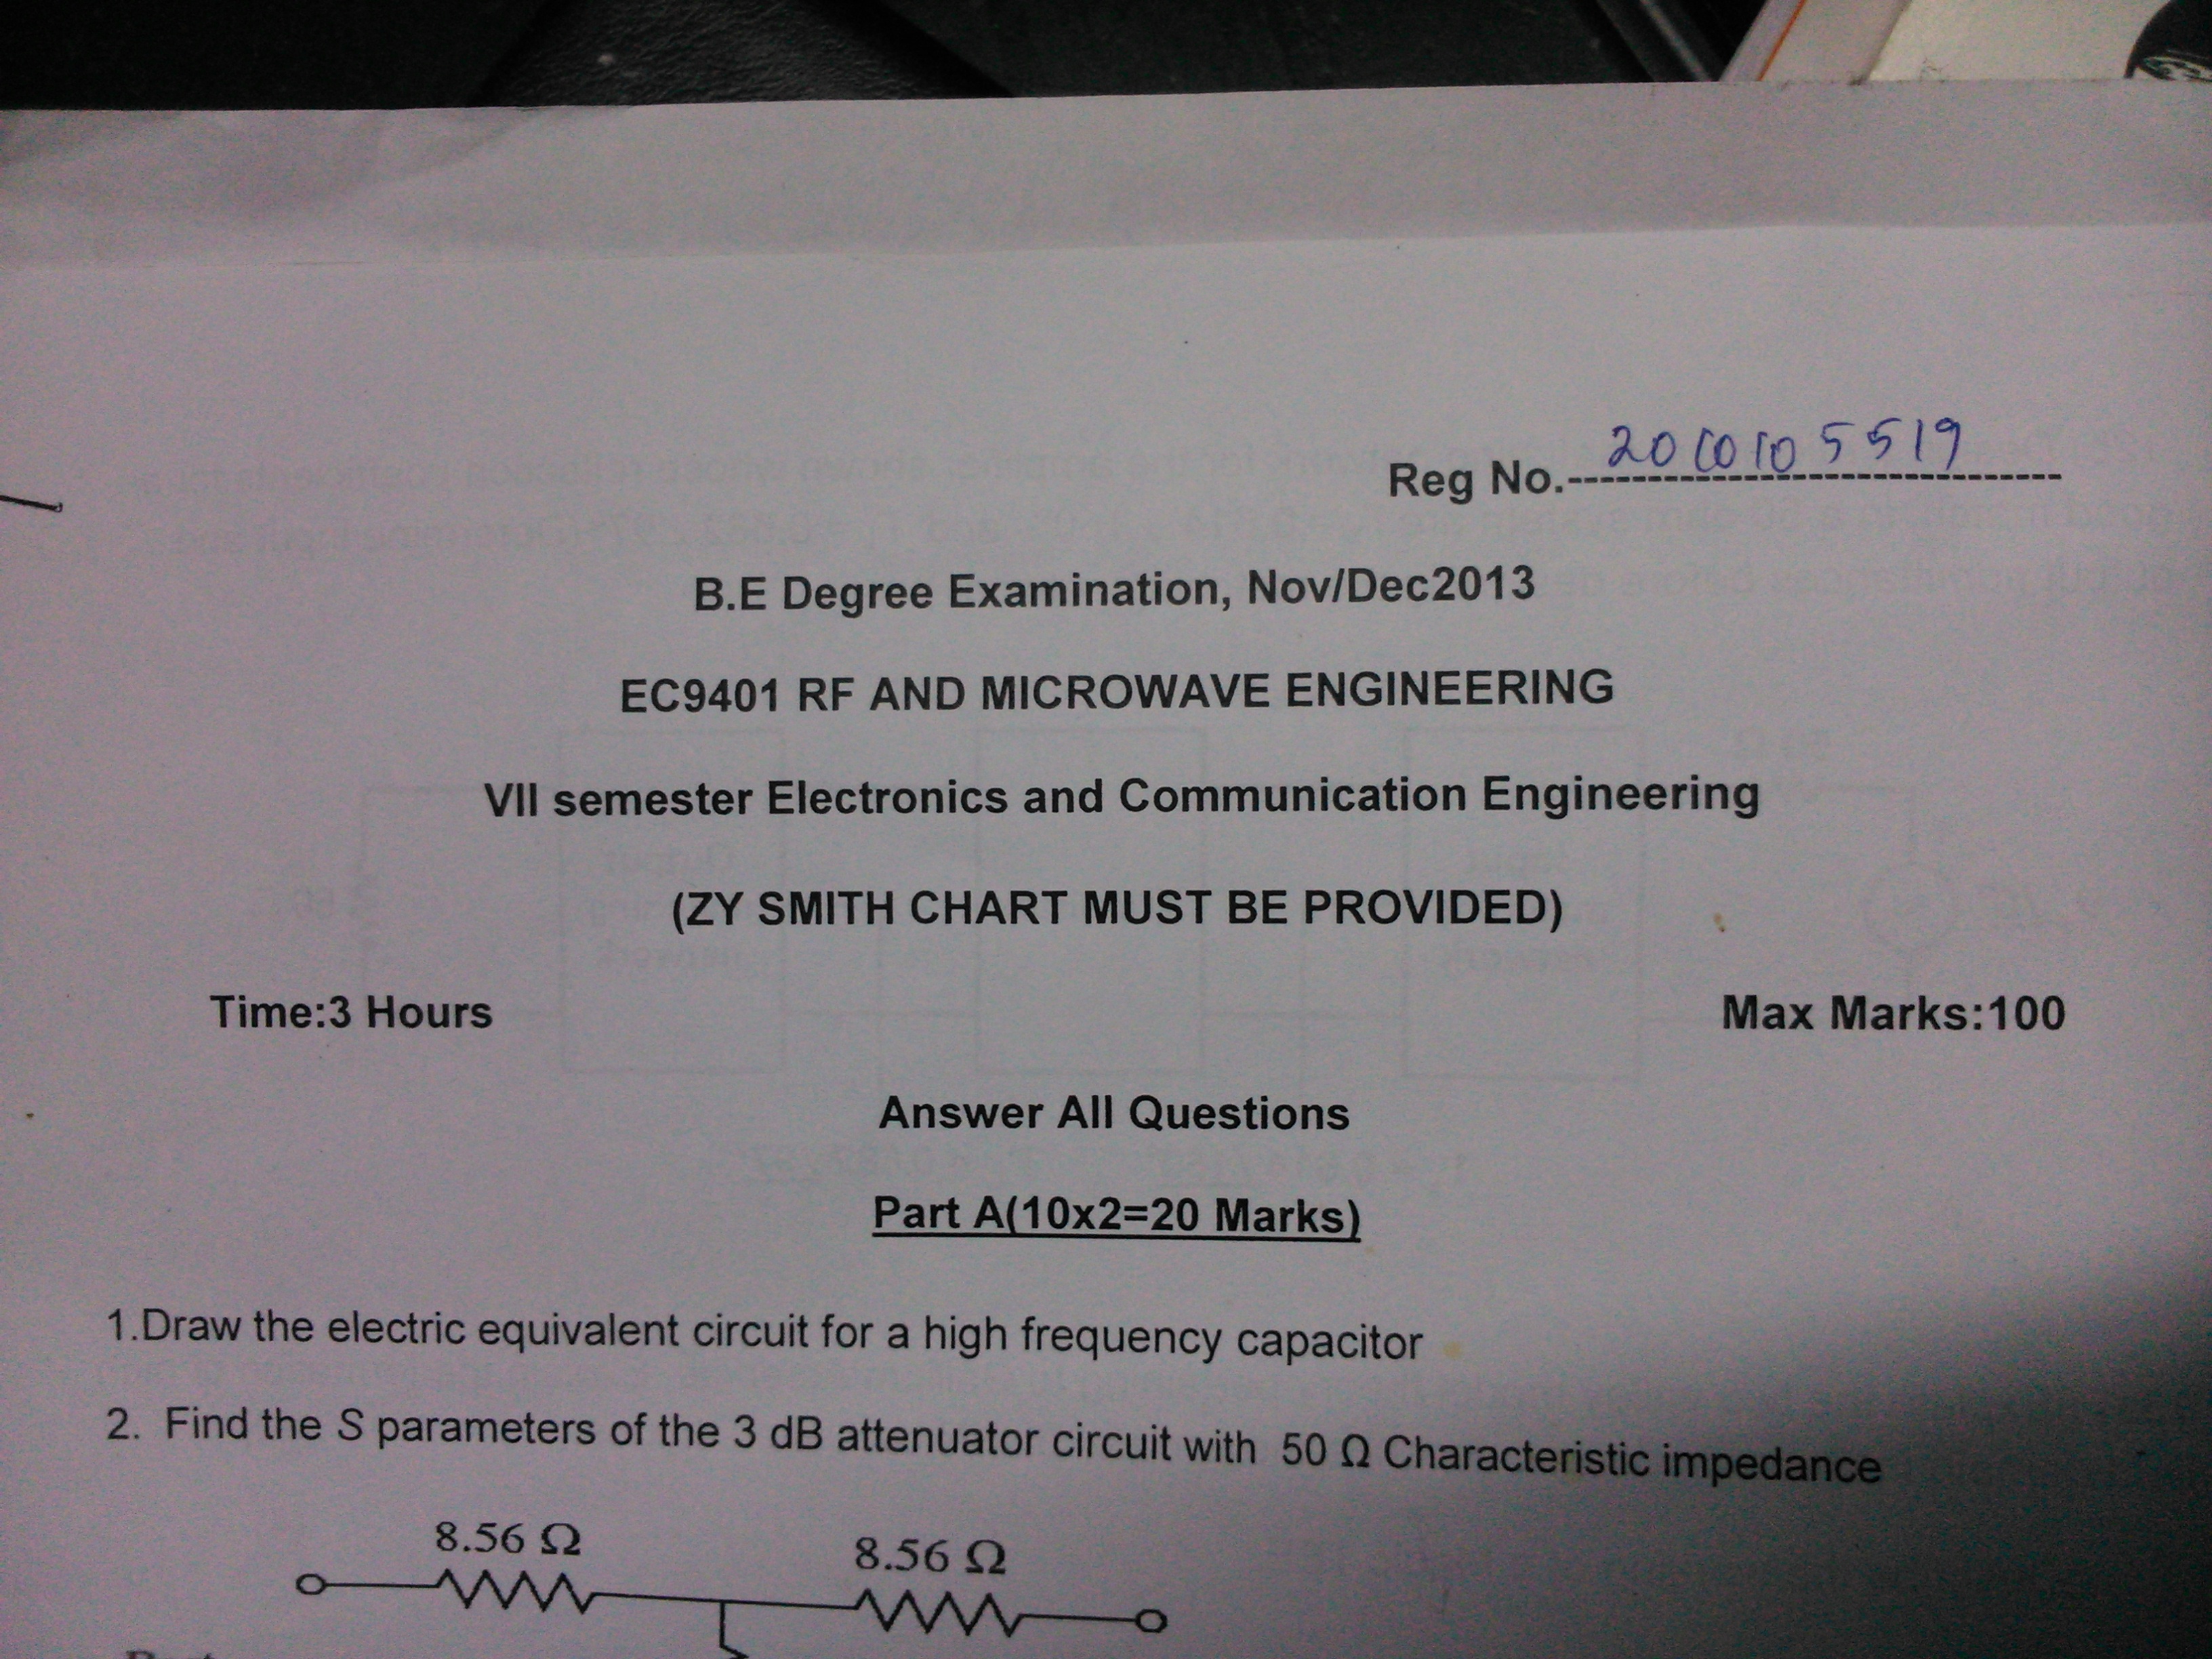 2010105519
Reg No.------------------------------
B.E Degree Examination, Nov/Dec2013
EC9401 RF AND MICROWAVE ENGINEERING
VII semester Electronics and Communication Engineering
(ZY SMITH CHART MUST BE PROVIDED)
Time:3 Hours Max Marks:100
Answer All Questions
Part A(10x2=20 Marks)
1.Draw the electric equivalent circuit for a high frequency capacitor
2. Find the S parameters of the 3 dB attenuator circuit with 50 Ω Characteristic impedance
8.56 Ω 8.56 Ω